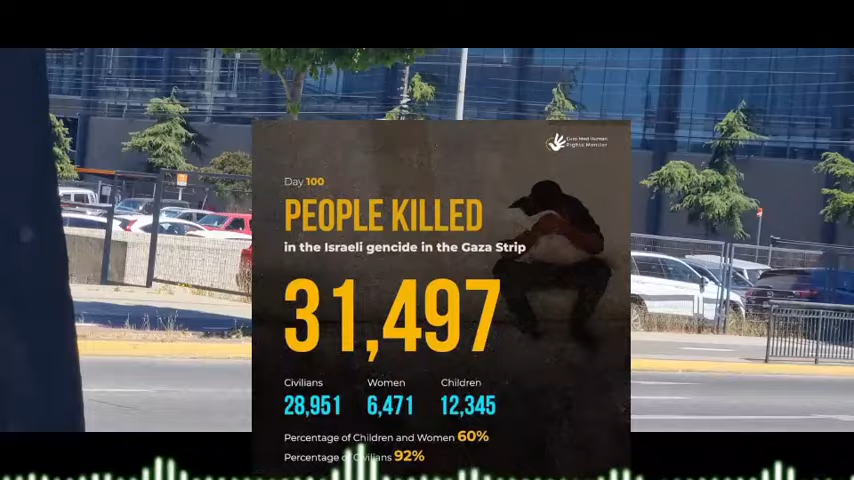 Euro Med Human
Rights Monitor
Day 100
PEOPLE KILLED
in the Israeli gencide in the Gaza Strip
31,497
Civilians Women Children
28,951 6,471 12,345
Percentage of Children and Women 60%
Percentage of Civilians 92%